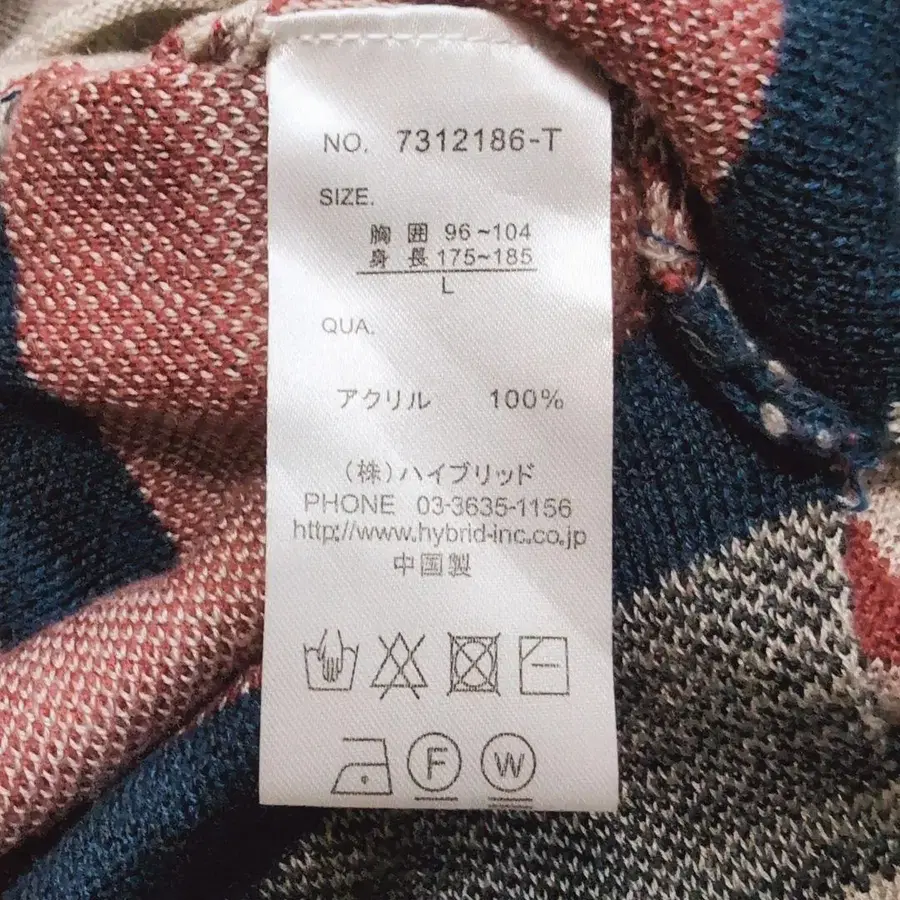 NO. 7312186-T
SIZE.
胸 囲 96~104
身 長 175~185
L
QUA.
アクリル 100%
(株)ハイブリッド
PHONE 03-3635-1156
http://www.hybrid-inc.co.jp
中国製
F W